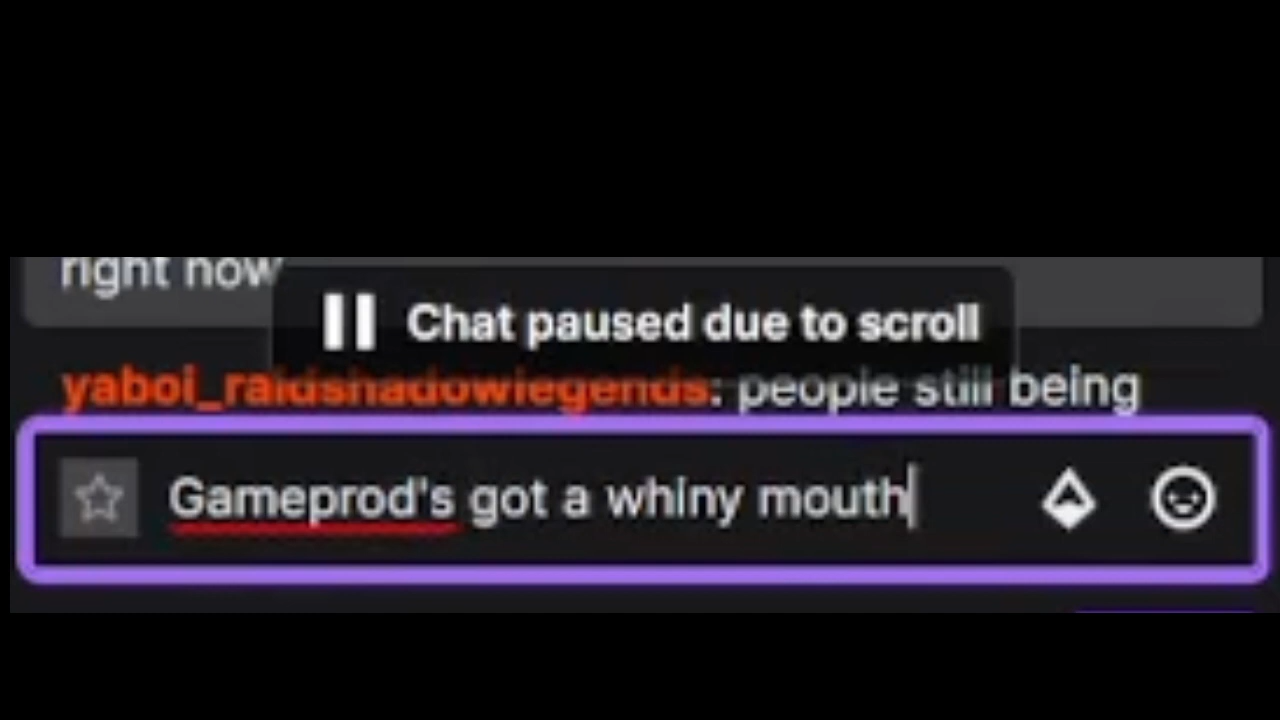 right now
Chat paused due to scroll
yaboi_raidshadowlegends: people still being
Gameprod's got a whiny mouth